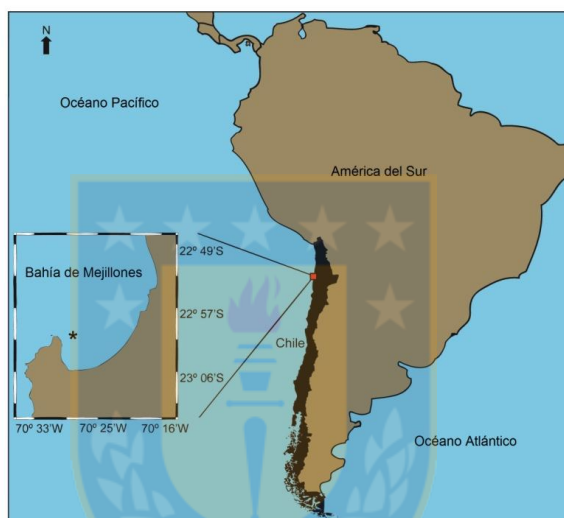 N
Océano Pacífico
América del Sur
22º 49'S
Bahía de Mejillones
22º 57'S
*
Chile
23º 06'S
70º 33'W 70º 25'W 70º 16'W
Océano Atlántico